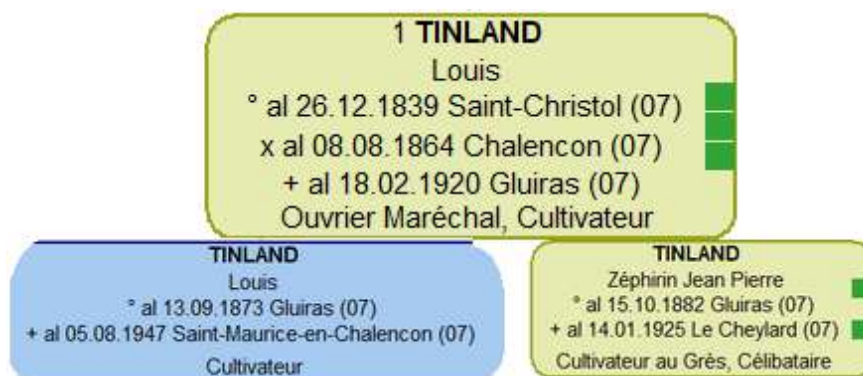 1 TINLAND
Louis
° al 26.12.1839 Saint-Christol (07)
x al 08.08.1864 Chalencon (07)
+ al 18.02.1920 Gluiras (07)
Ouvrier Maréchal, Cultivateur
TINLAND
Louis
° al 13.09.1873 Gluiras (07)
+ al 05.08.1947 Saint-Maurice-en-Chalencon (07)
Cultivateur
TINLAND
Zéphirin Jean Pierre
° al 15.10.1882 Gluiras (07)
+ al 14.01.1925 Le Cheylard (07)
Cultivateur au Grès, Célibataire